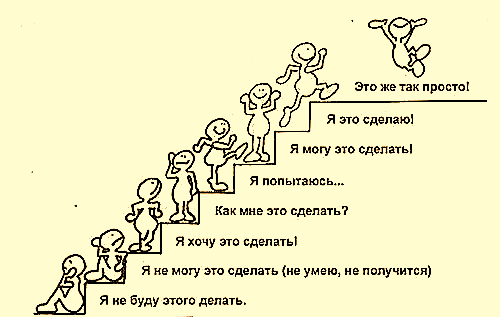 Это же так просто!
Я это сделаю!
Я могу это сделать!
Я попытаюсь...
Как мне это сделать?
Я хочу это сделать!
Я не могу это сделать (не умею, не получится)
Я не буду этого делать.